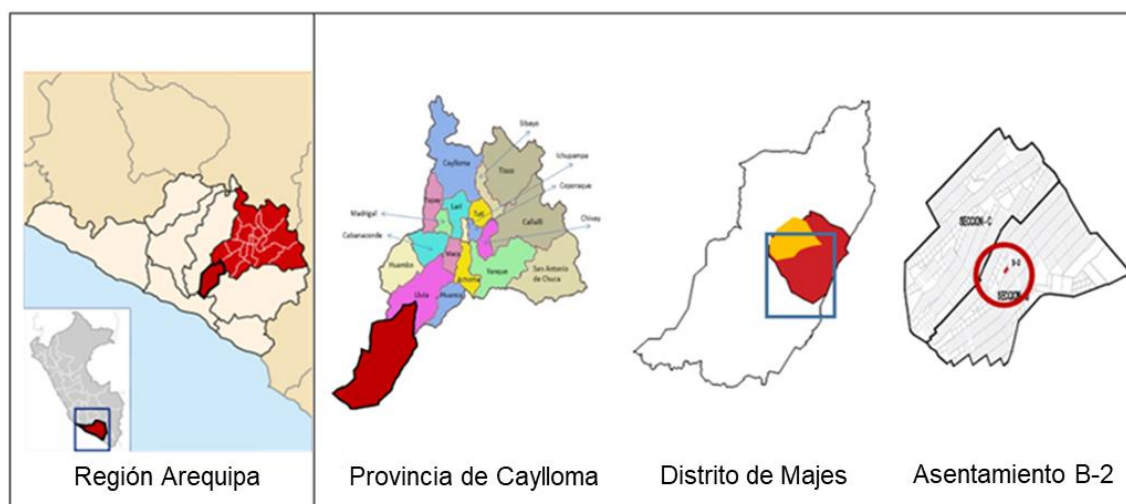 Sibayo
Caylloma
Tisco
Ichupampa
Coporaque
Tapay
Lari
Tuti
Madrigal
Chivay
Callalli
Cabanaconde
Maca
Huambo
Achoma
Yanque
San Antonio
de Chuca
Lluta
Huanca
SECCION - C
B-2
Región Arequipa
Provincia de Caylloma
Distrito de Majes
Asentamiento B-2